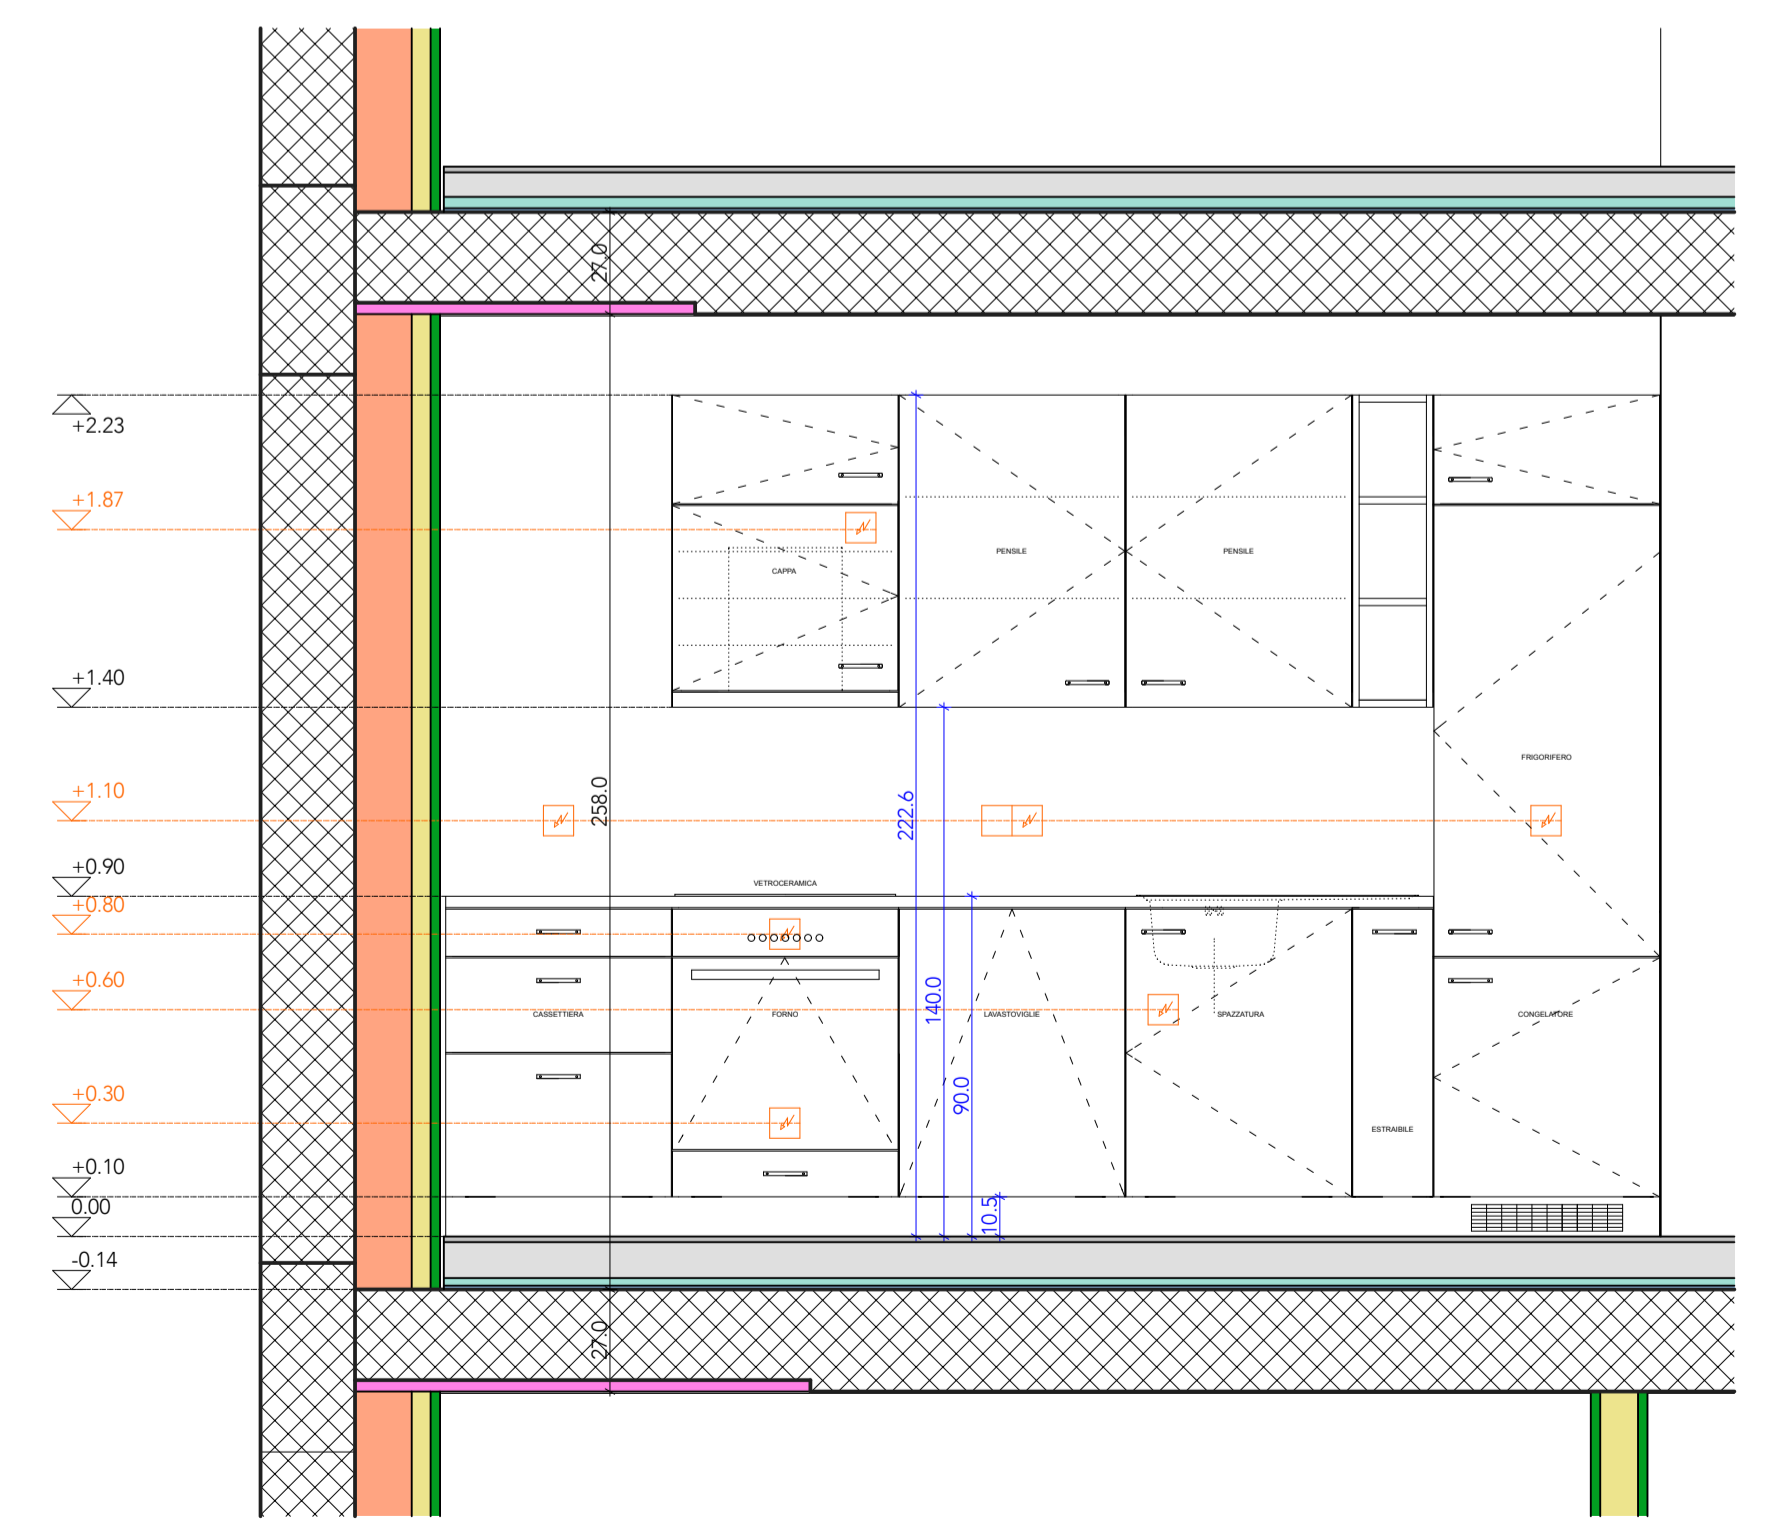 27.0
+2.23
+1.87
PENSILE
PENSILE
CAPPA
+1.40
FRIGORIFERO
+1.10
258.0
222.6
+0.90
VETROCERAMICA
+0.80
+0.60
140.0
CASSETTIERA
FORNO
LAVASTOVIGLIE
SPAZZATURA
CONGELATORE
+0.30
90.0
ESTRAIBILE
+0.10
0.00
10.5
-0.14
27.0